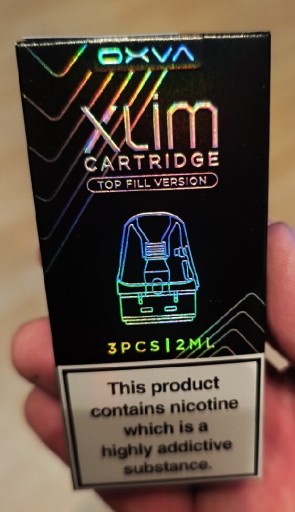 OXVA
XLIM
CARTRIDGE
TOP FILL VERSION
3PCS | 2ML
This product
contains nicotine
which is a
highly addictive
substance.